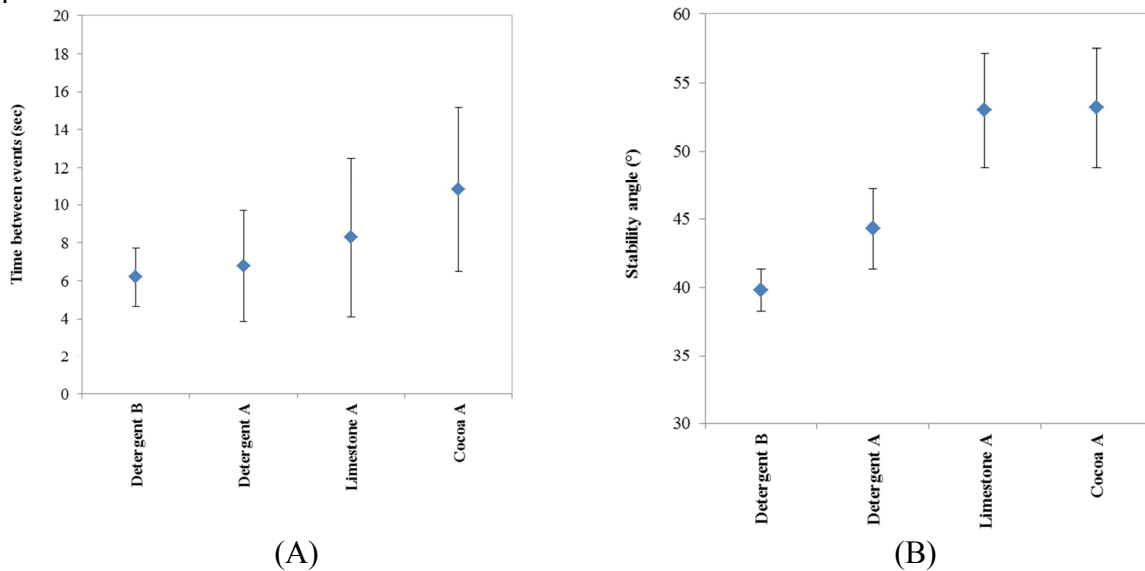 20
18
16
14
12
10
8
6
4
2
0
Time between events (sec)
Detergent B
Detergent A
Limestone A
Cocoa A
(A)
60
55
50
45
40
35
30
Stability angle (°)
Detergent B
Detergent A
Limestone A
Cocoa A
(B)